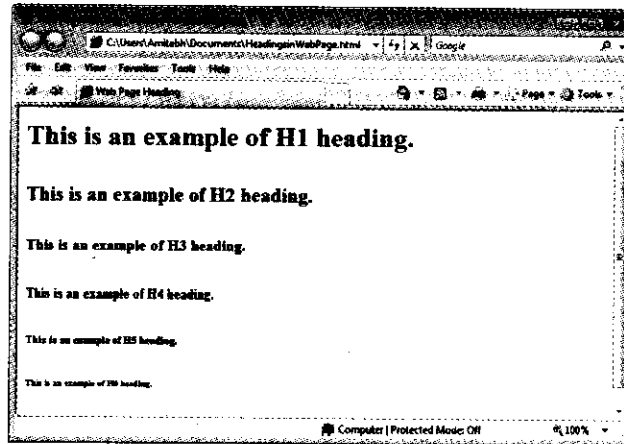 C:\Users\Amitabh\Documents\HeadingsinWebPage.html Google
File Edit View Favorites Tools Help
Web Page Heading Page Tools
This is an example of H1 heading.
This is an example of H2 heading.
This is an example of H3 heading.
This is an example of H4 heading.
This is an example of H5 heading.
This is an example of H6 heading.
Computer | Protected Mode: Off 100%